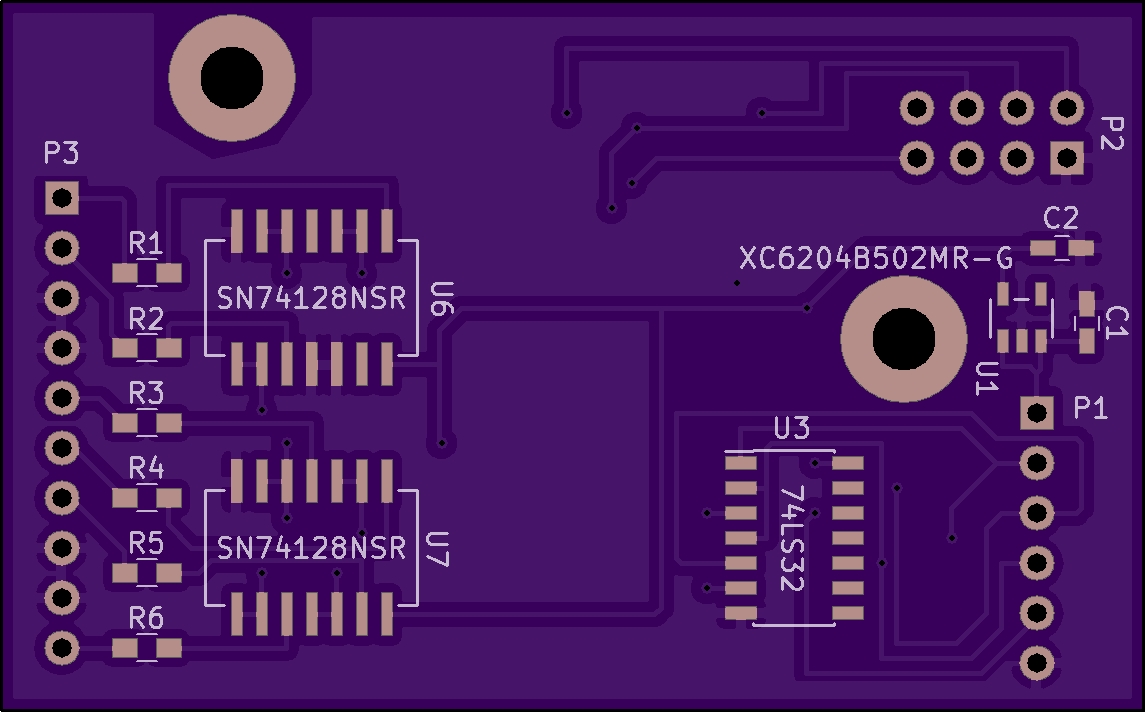 P3
P2
R1
C2
XC6204B502MR-G
SN74128NSR
U6
R2
C1
U1
R3
P1
U3
R4
74LS32
SN74128NSR
U7
R5
R6